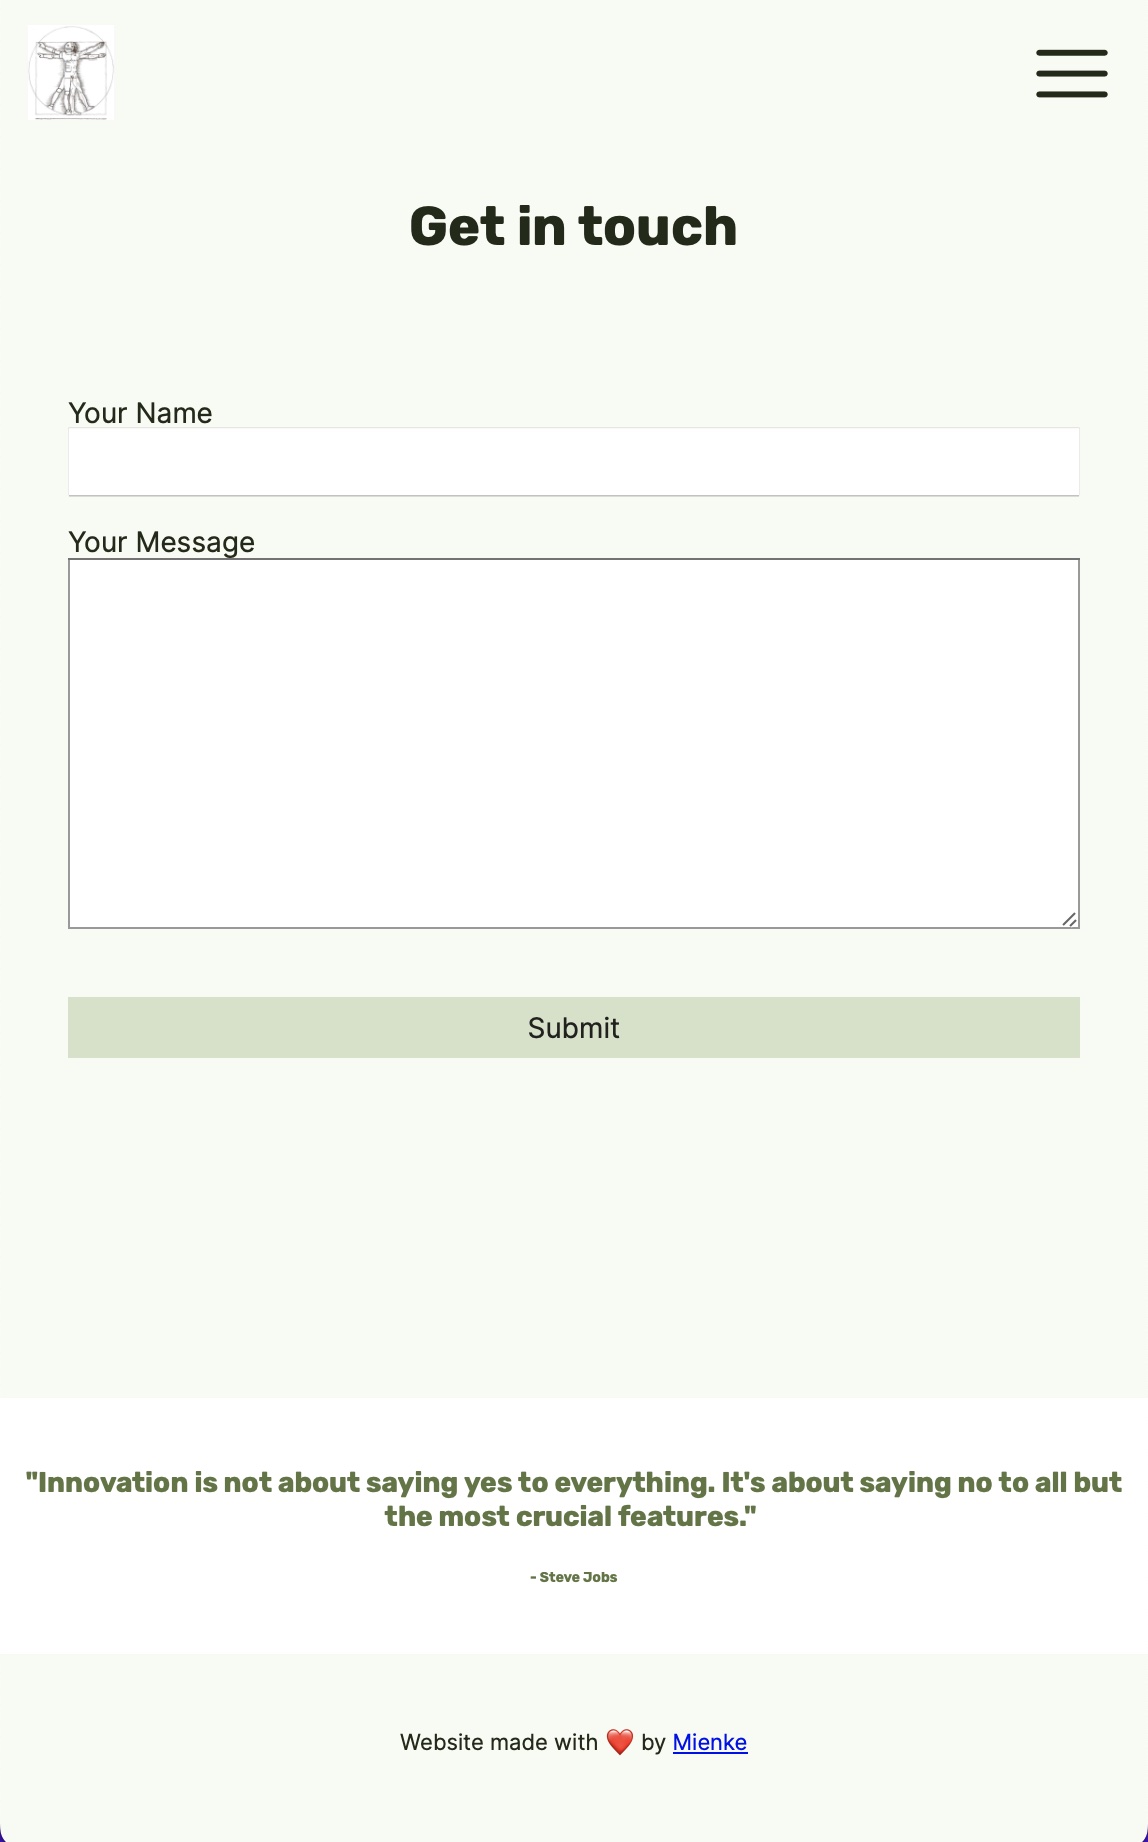 Get in touch
Your Name
Your Message
Submit
"Innovation is not about saying yes to everything. It's about saying no to all but
the most crucial features."
- Steve Jobs
Website made with ❤️ by Mienke